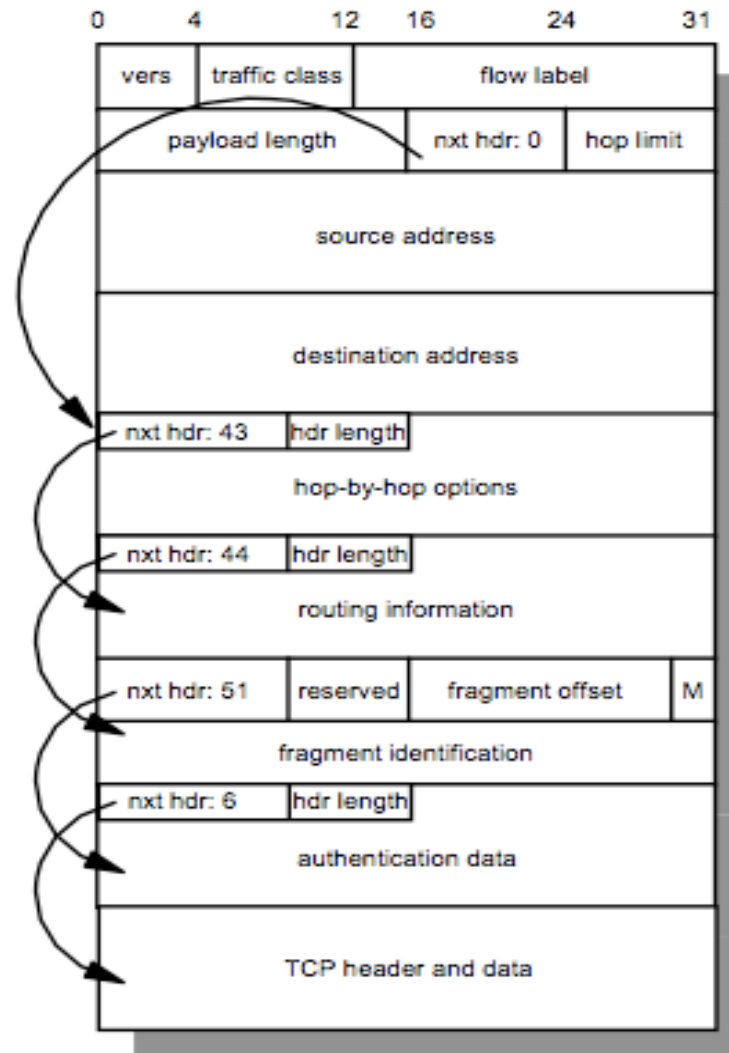 0 4 12 16 24 31
vers traffic class flow label
payload length nxt hdr: 0 hop limit
source address
destination address
nxt hdr: 43 hdr length
hop-by-hop options
nxt hdr: 44 hdr length
routing information
nxt hdr: 51 reserved fragment offset M
fragment identification
nxt hdr: 6 hdr length
authentication data
TCP header and data